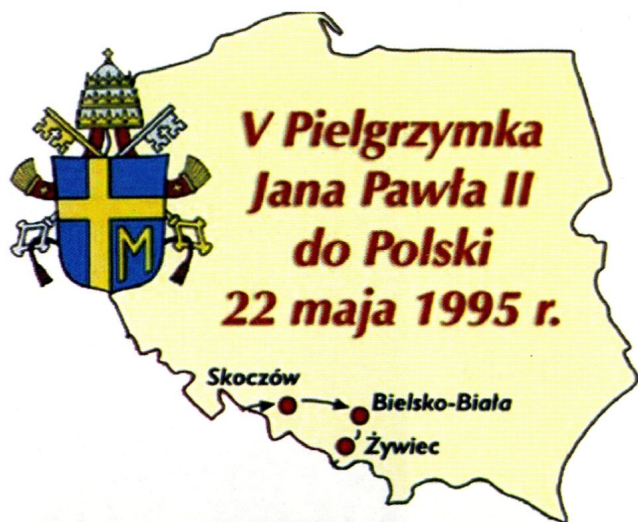 V Pielgrzymka
Jana Pawła II
do Polski
22 maja 1995 r.
Skoczów
Bielsko-Biała
Żywiec
M